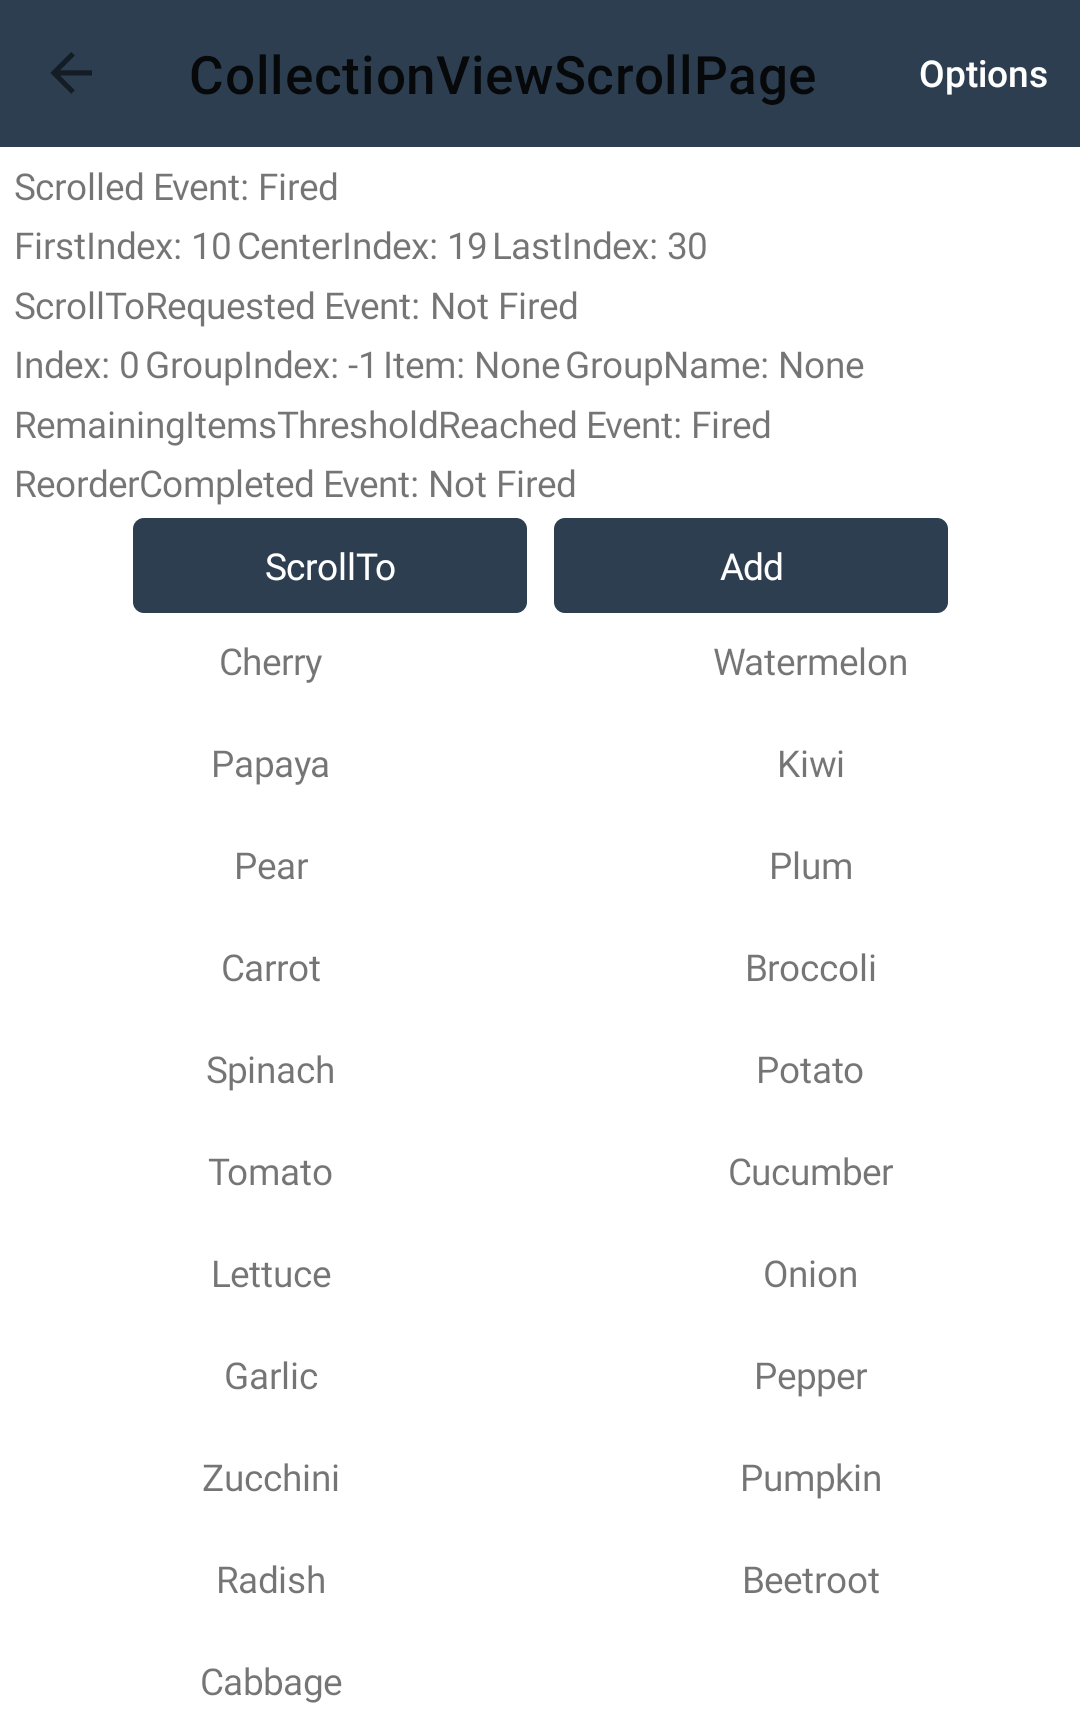 CollectionViewScrollPage Options
Scrolled Event: Fired
FirstIndex: 10 CenterIndex: 19 LastIndex: 30
ScrollToRequested Event: Not Fired
Index: 0 GroupIndex: -1 Item: None GroupName: None
RemainingItemsThresholdReached Event: Fired
ReorderCompleted Event: Not Fired
ScrollTo Add
Cherry Watermelon
Papaya Kiwi
Pear Plum
Carrot Broccoli
Spinach Potato
Tomato Cucumber
Lettuce Onion
Garlic Pepper
Zucchini Pumpkin
Radish Beetroot
Cabbage